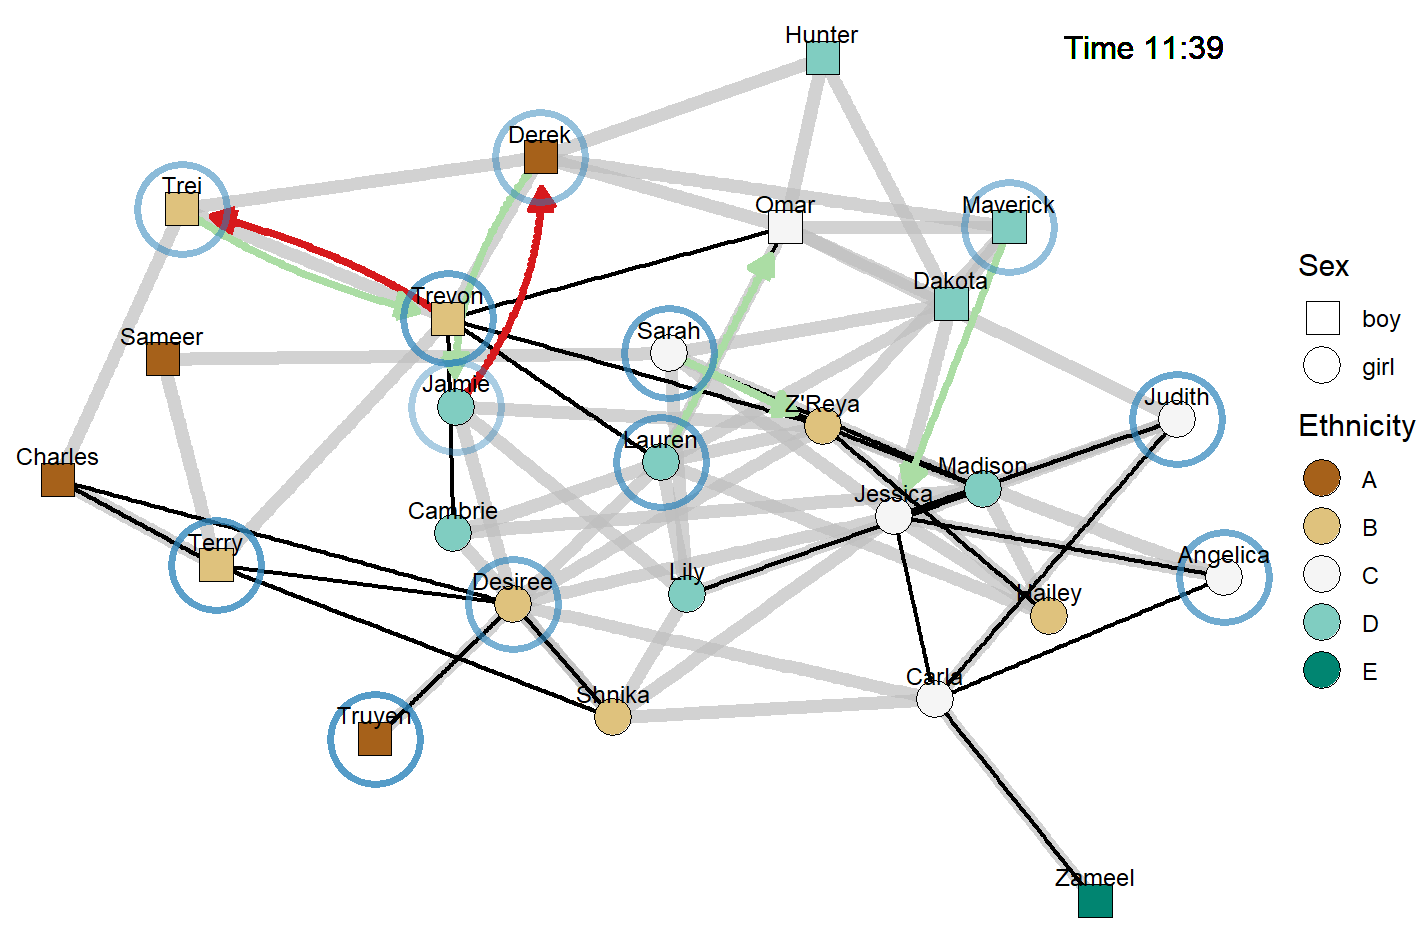 Hunter
Time 11:39
Derek
Trei
Omar
Maverick
Dakota
Trevon
Sex
boy
girl
Sameer
Sarah
Jaimie
Z'Reya
Judith
Ethnicity
Lauren
Charles
Madison
A
Jessica
Cambrie
B
Terry
Angelica
Desiree
Lily
C
Hailey
D
Carla
E
Shnika
Truyen
Zameel